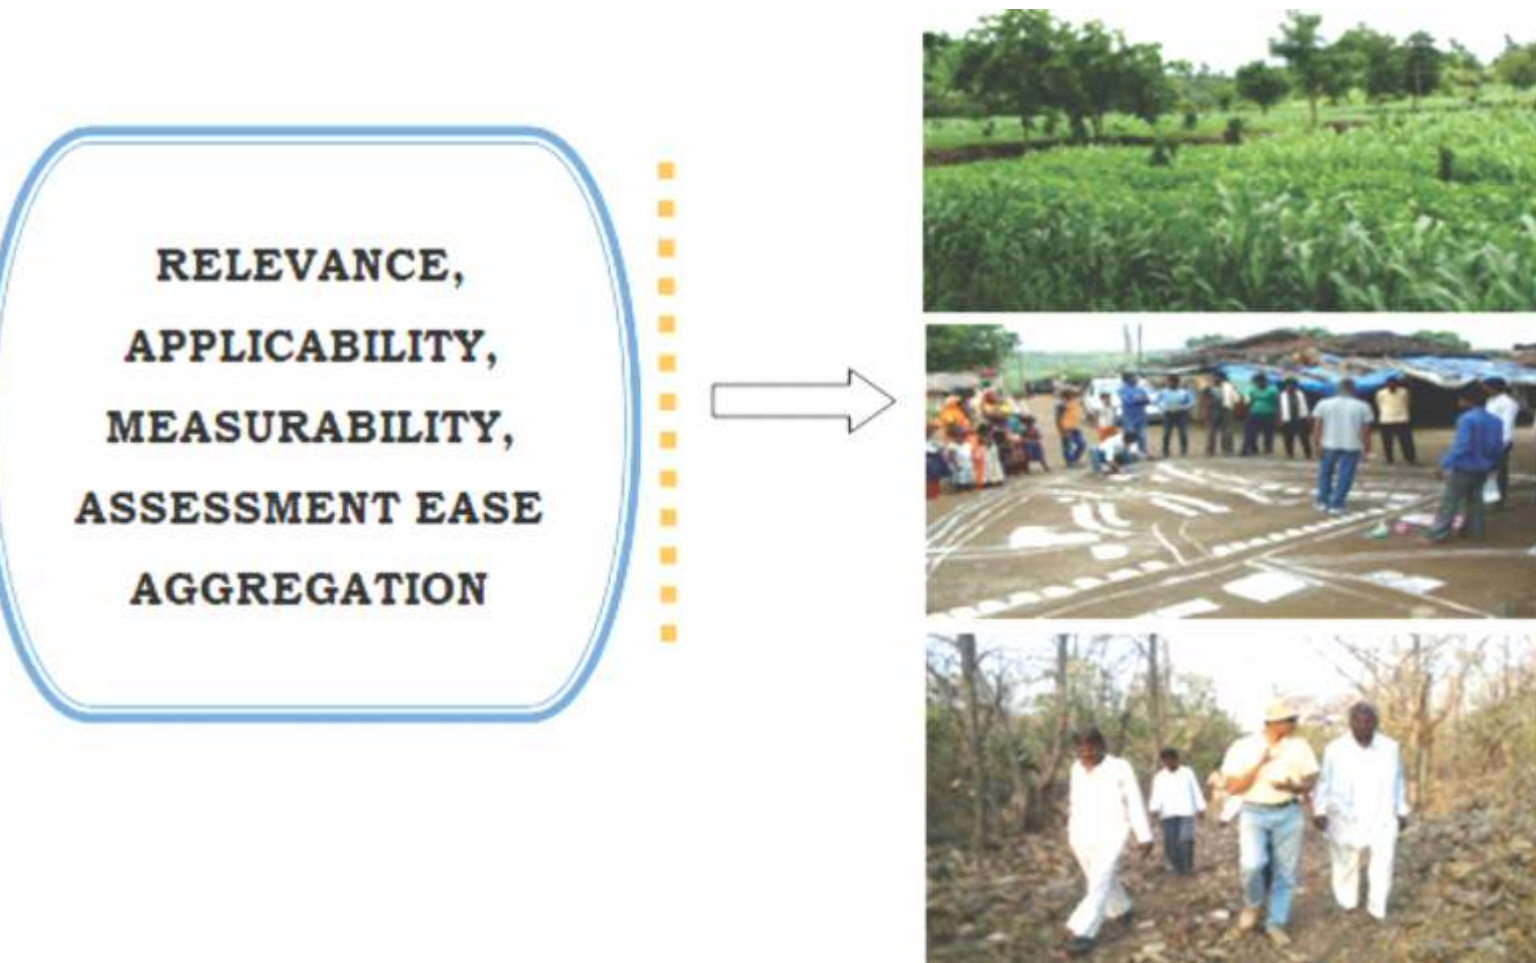 RELEVANCE,
APPLICABILITY,
MEASURABILITY,
ASSESSMENT EASE
AGGREGATION